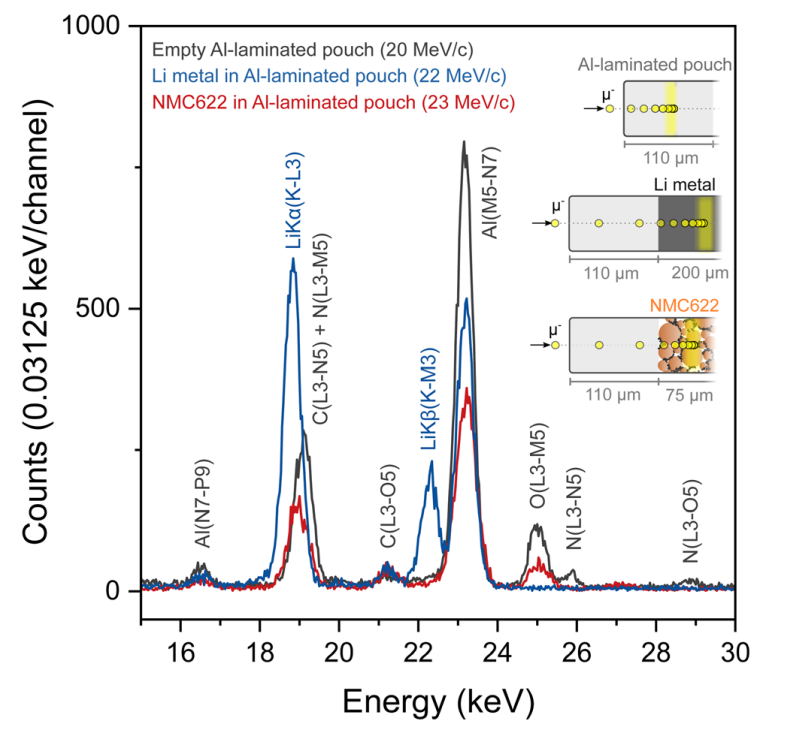 1000
500
0
Counts (0.03125 keV/channel)
Empty Al-laminated pouch (20 MeV/c)
Li metal in Al-laminated pouch (22 MeV/c)
NMC622 in Al-laminated pouch (23 MeV/c)
Al-laminated pouch
μ-
110 μm
Li metal
μ-
110 μm
200 μm
NMC622
μ-
110 μm
75 μm
Al(N7-P9)
LiKα(K-L3)
C(L3-N5) + N(L3-M5)
C(L3-O5)
LiKβ(K-M3)
Al(M5-N7)
O(L3-M5)
N(L3-N5)
N(L3-O5)
16
18
20
22
24
26
28
30
Energy (keV)